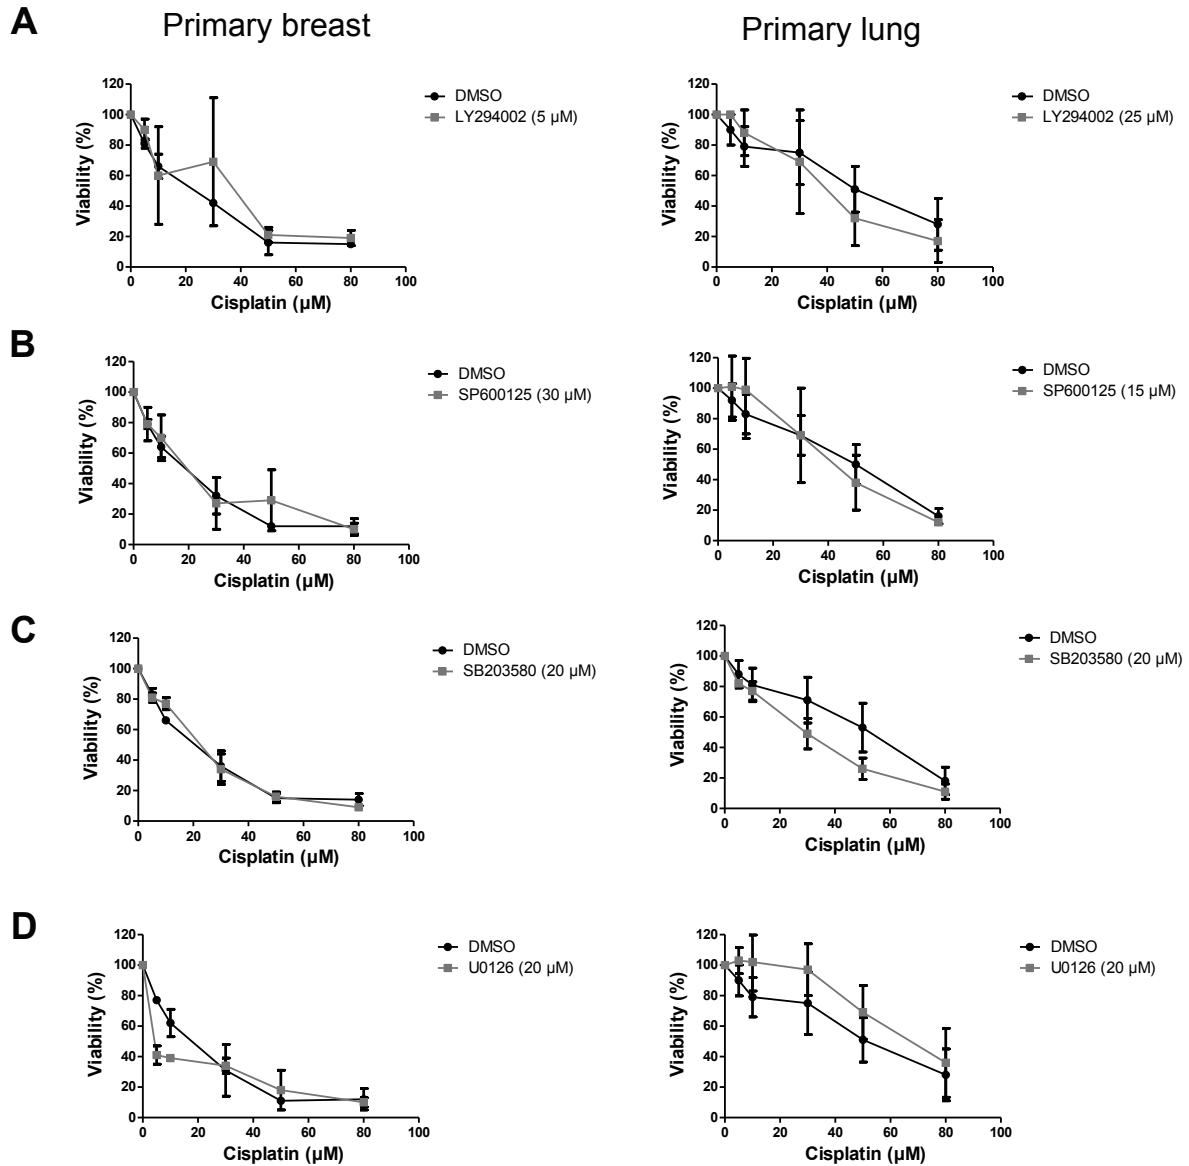 A
Primary breast
Primary lung
120
100
80
60
40
20
0
0 20 40 60 80 100
Viability (%)
Cisplatin (µM)
DMSO
LY294002 (5 µM)
120
100
80
60
40
20
0
0 20 40 60 80 100
Viability (%)
Cisplatin (µM)
DMSO
LY294002 (25 µM)
B
120
100
80
60
40
20
0
0 20 40 60 80 100
Viability (%)
Cisplatin (µM)
DMSO
SP600125 (30 µM)
120
100
80
60
40
20
0
0 20 40 60 80 100
Viability (%)
Cisplatin (µM)
DMSO
SP600125 (15 µM)
C
120
100
80
60
40
20
0
0 20 40 60 80 100
Viability (%)
Cisplatin (µM)
DMSO
SB203580 (20 µM)
120
100
80
60
40
20
0
0 20 40 60 80 100
Viability (%)
Cisplatin (µM)
DMSO
SB203580 (20 µM)
D
120
100
80
60
40
20
0
0 20 40 60 80 100
Viability (%)
Cisplatin (µM)
DMSO
U0126 (20 µM)
120
100
80
60
40
20
0
0 20 40 60 80 100
Viability (%)
Cisplatin (µM)
DMSO
U0126 (20 µM)